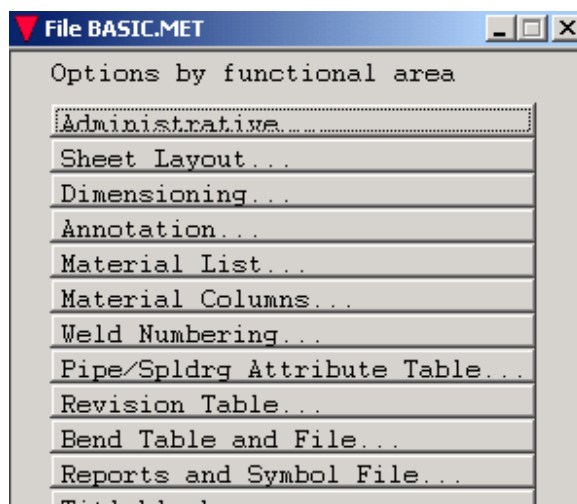 File BASIC.MET
Options by functional area
Administrative...
Sheet Layout...
Dimensioning...
Annotation...
Material List...
Material Columns...
Weld Numbering...
Pipe/Spldrg Attribute Table...
Revision Table...
Bend Table and File...
Reports and Symbol File...